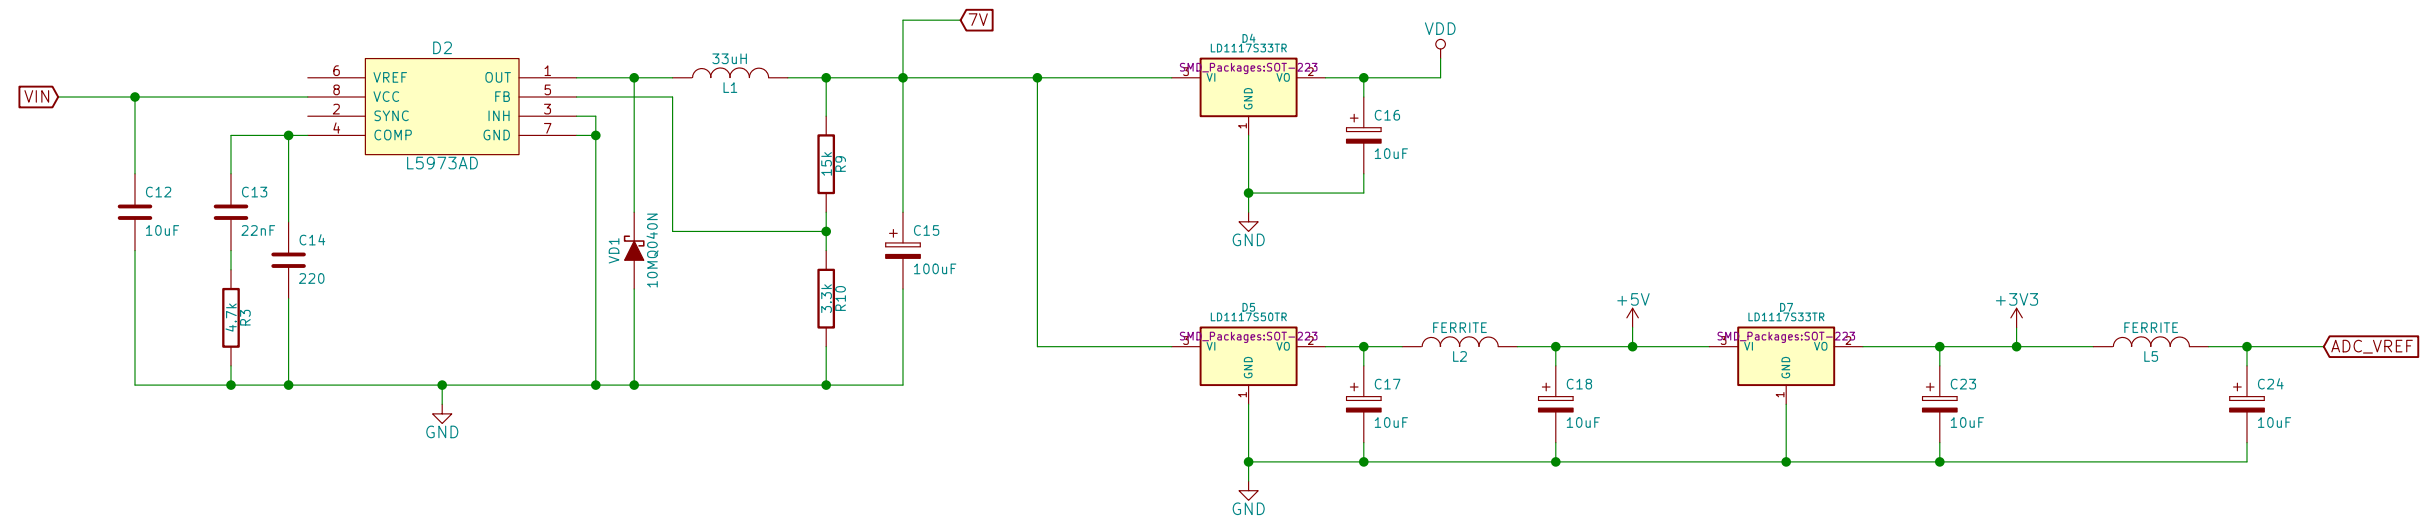 VIN
D2
6 VREF OUT 1
8 VCC FB 5
2 SYNC INH 3
4 COMP GND 7
L5973AD
C12
10uF
C13
22nF
C14
220
4,7k
R3
GND
VD1
10MQ040N
33uH
L1
15k
R9
3,3k
R10
7V
+
C15
100uF
D4
LD1117S33TR
SMD_Packages:SOT-223
3 VI VO 2
GND
1
VDD
+
C16
10uF
GND
D5
LD1117S50TR
SMD_Packages:SOT-223
3 VI VO 2
GND
1
FERRITE
L2
+
C17
10uF
+
C18
10uF
+5V
D7
LD1117S33TR
SMD_Packages:SOT-223
3 VI VO 2
GND
1
+3V3
+
C23
10uF
FERRITE
L5
+
C24
10uF
ADC_VREF
GND